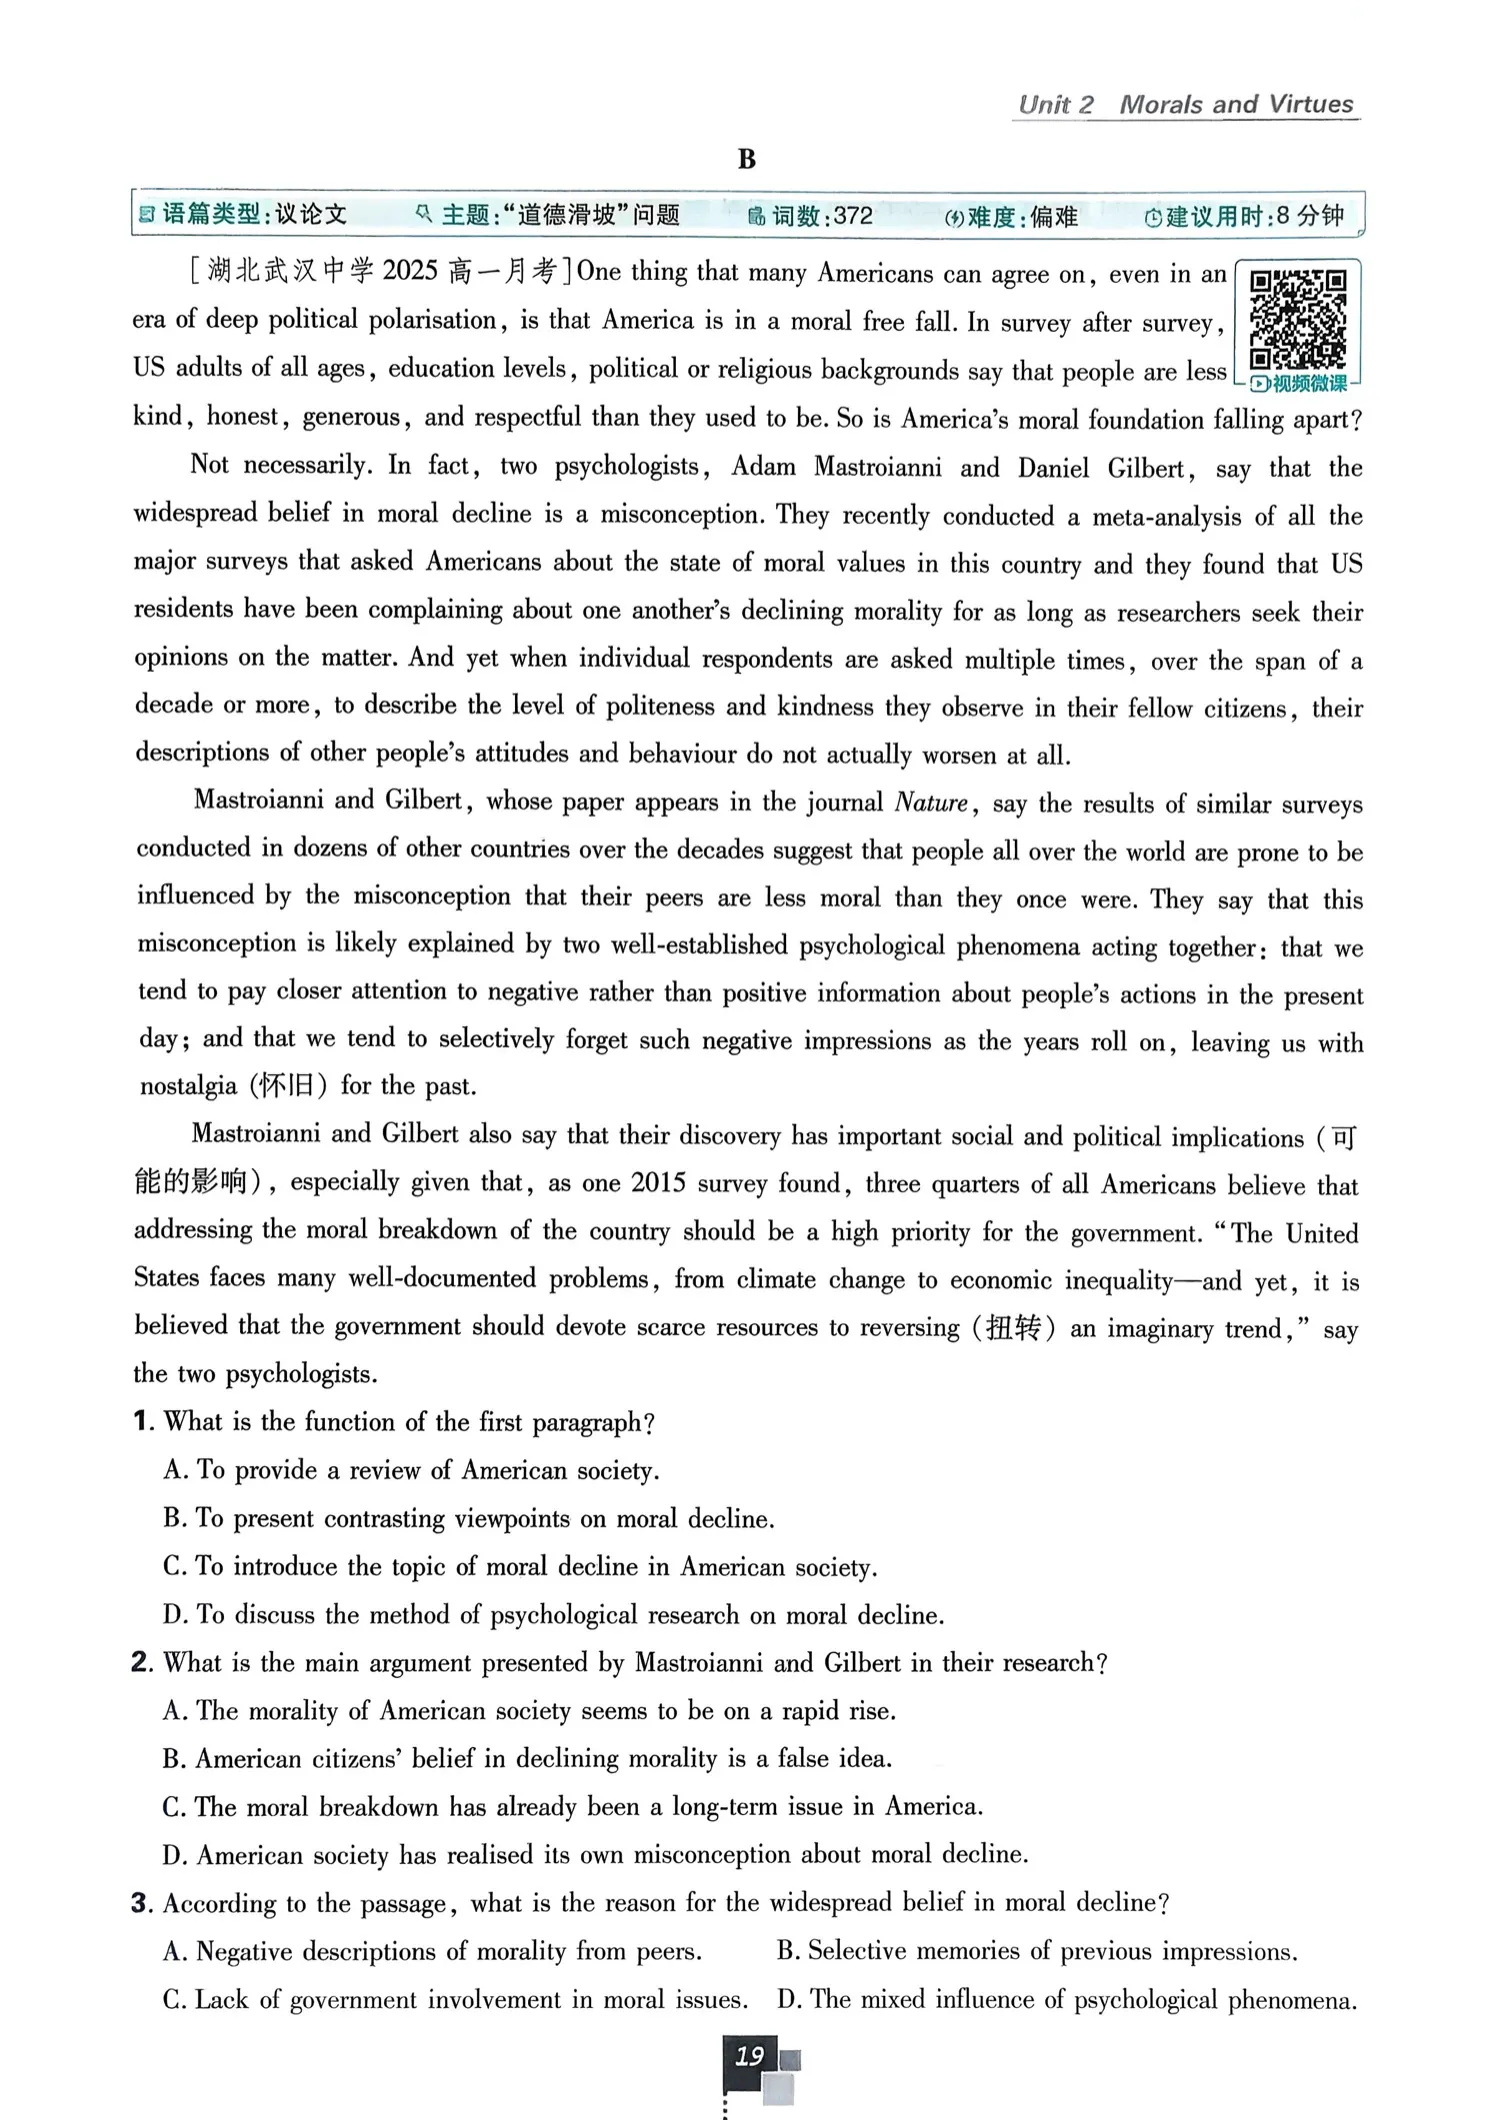 Unit 2 Morals and Virtues
B
语篇类型:议论文 主题:“道德滑坡”问题 词数:372 难度:偏难 建议用时:8 分钟
[湖北武汉中学 2025 高一月考]One thing that many Americans can agree on, even in an
era of deep political polarisation, is that America is in a moral free fall. In survey after survey,
US adults of all ages, education levels, political or religious backgrounds say that people are less
视频微课
kind, honest, generous, and respectful than they used to be. So is America's moral foundation falling apart?
Not necessarily. In fact, two psychologists, Adam Mastroianni and Daniel Gilbert, say that the
widespread belief in moral decline is a misconception. They recently conducted a meta-analysis of all the
major surveys that asked Americans about the state of moral values in this country and they found that US
residents have been complaining about one another's declining morality for as long as researchers seek their
opinions on the matter. And yet when individual respondents are asked multiple times, over the span of a
decade or more, to describe the level of politeness and kindness they observe in their fellow citizens, their
descriptions of other people's attitudes and behaviour do not actually worsen at all.
Mastroianni and Gilbert, whose paper appears in the journal Nature, say the results of similar surveys
conducted in dozens of other countries over the decades suggest that people all over the world are prone to be
influenced by the misconception that their peers are less moral than they once were. They say that this
misconception is likely explained by two well-established psychological phenomena acting together: that we
tend to pay closer attention to negative rather than positive information about people's actions in the present
day; and that we tend to selectively forget such negative impressions as the years roll on, leaving us with
nostalgia (怀旧) for the past.
Mastroianni and Gilbert also say that their discovery has important social and political implications (可
能的影响), especially given that, as one 2015 survey found, three quarters of all Americans believe that
addressing the moral breakdown of the country should be a high priority for the government. “The United
States faces many well-documented problems, from climate change to economic inequality—and yet, it is
believed that the government should devote scarce resources to reversing (扭转) an imaginary trend,” say
the two psychologists.
1. What is the function of the first paragraph?
A. To provide a review of American society.
B. To present contrasting viewpoints on moral decline.
C. To introduce the topic of moral decline in American society.
D. To discuss the method of psychological research on moral decline.
2. What is the main argument presented by Mastroianni and Gilbert in their research?
A. The morality of American society seems to be on a rapid rise.
B. American citizens' belief in declining morality is a false idea.
C. The moral breakdown has already been a long-term issue in America.
D. American society has realised its own misconception about moral decline.
3. According to the passage, what is the reason for the widespread belief in moral decline?
A. Negative descriptions of morality from peers. B. Selective memories of previous impressions.
C. Lack of government involvement in moral issues. D. The mixed influence of psychological phenomena.
19